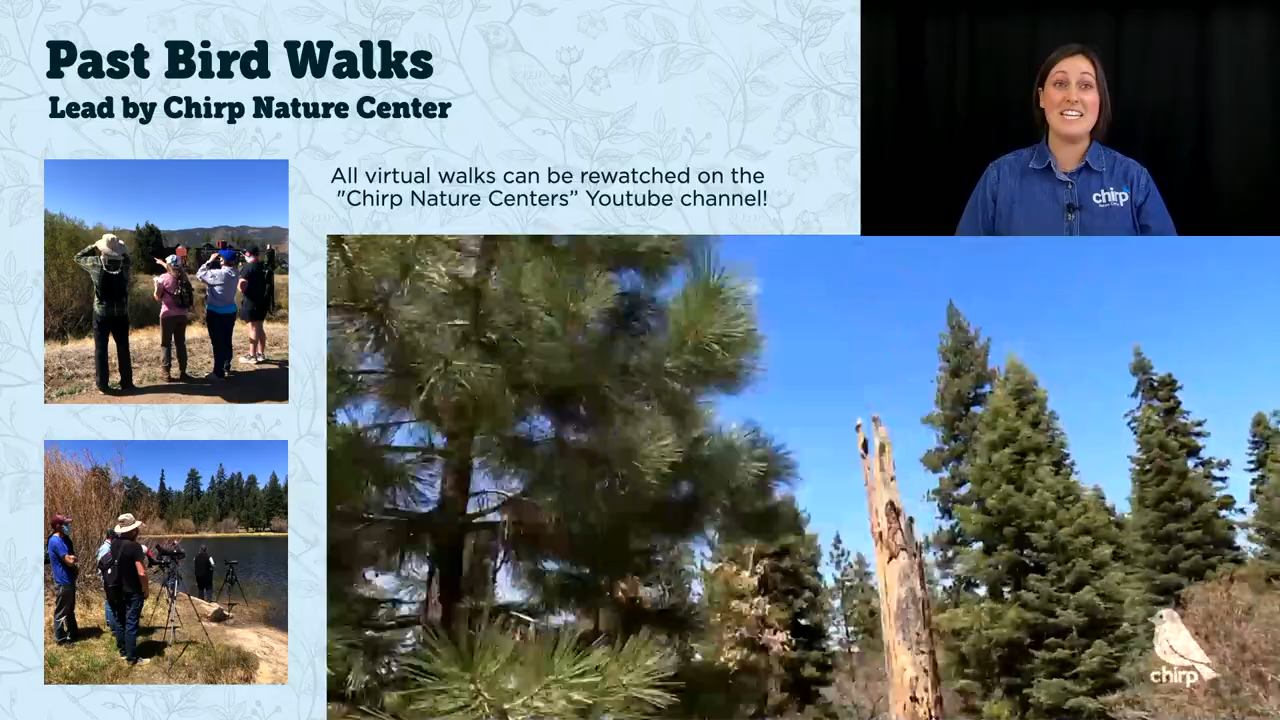 Past Bird Walks
Lead by Chirp Nature Center
All virtual walks can be rewatched on the
"Chirp Nature Centers” Youtube channel!
chirp
chirp